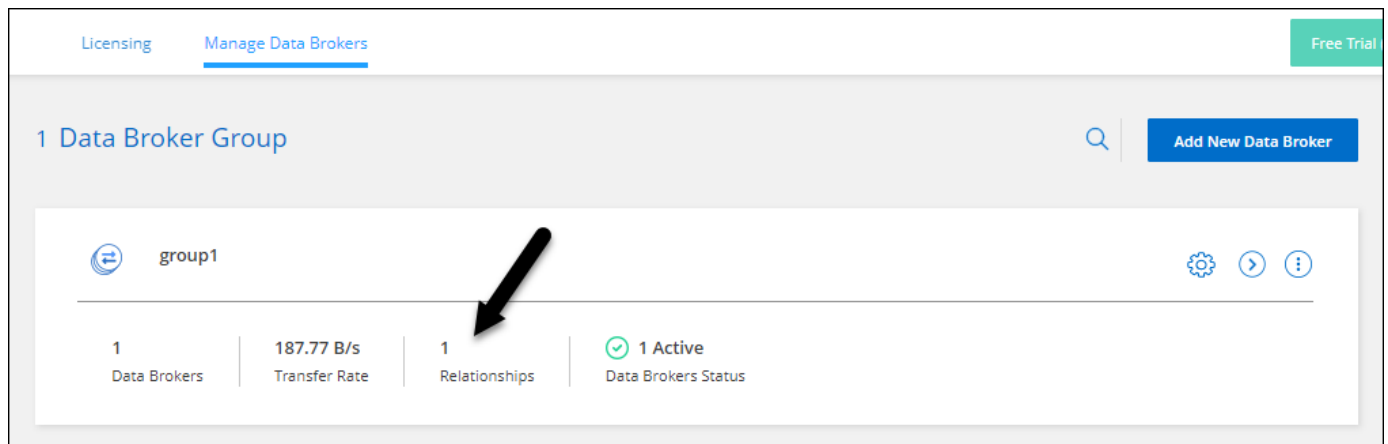 Licensing Manage Data Brokers Free Trial
1 Data Broker Group Add New Data Broker
group1
1 187.77 B/s 1 1 Active
Data Brokers Transfer Rate Relationships Data Brokers Status